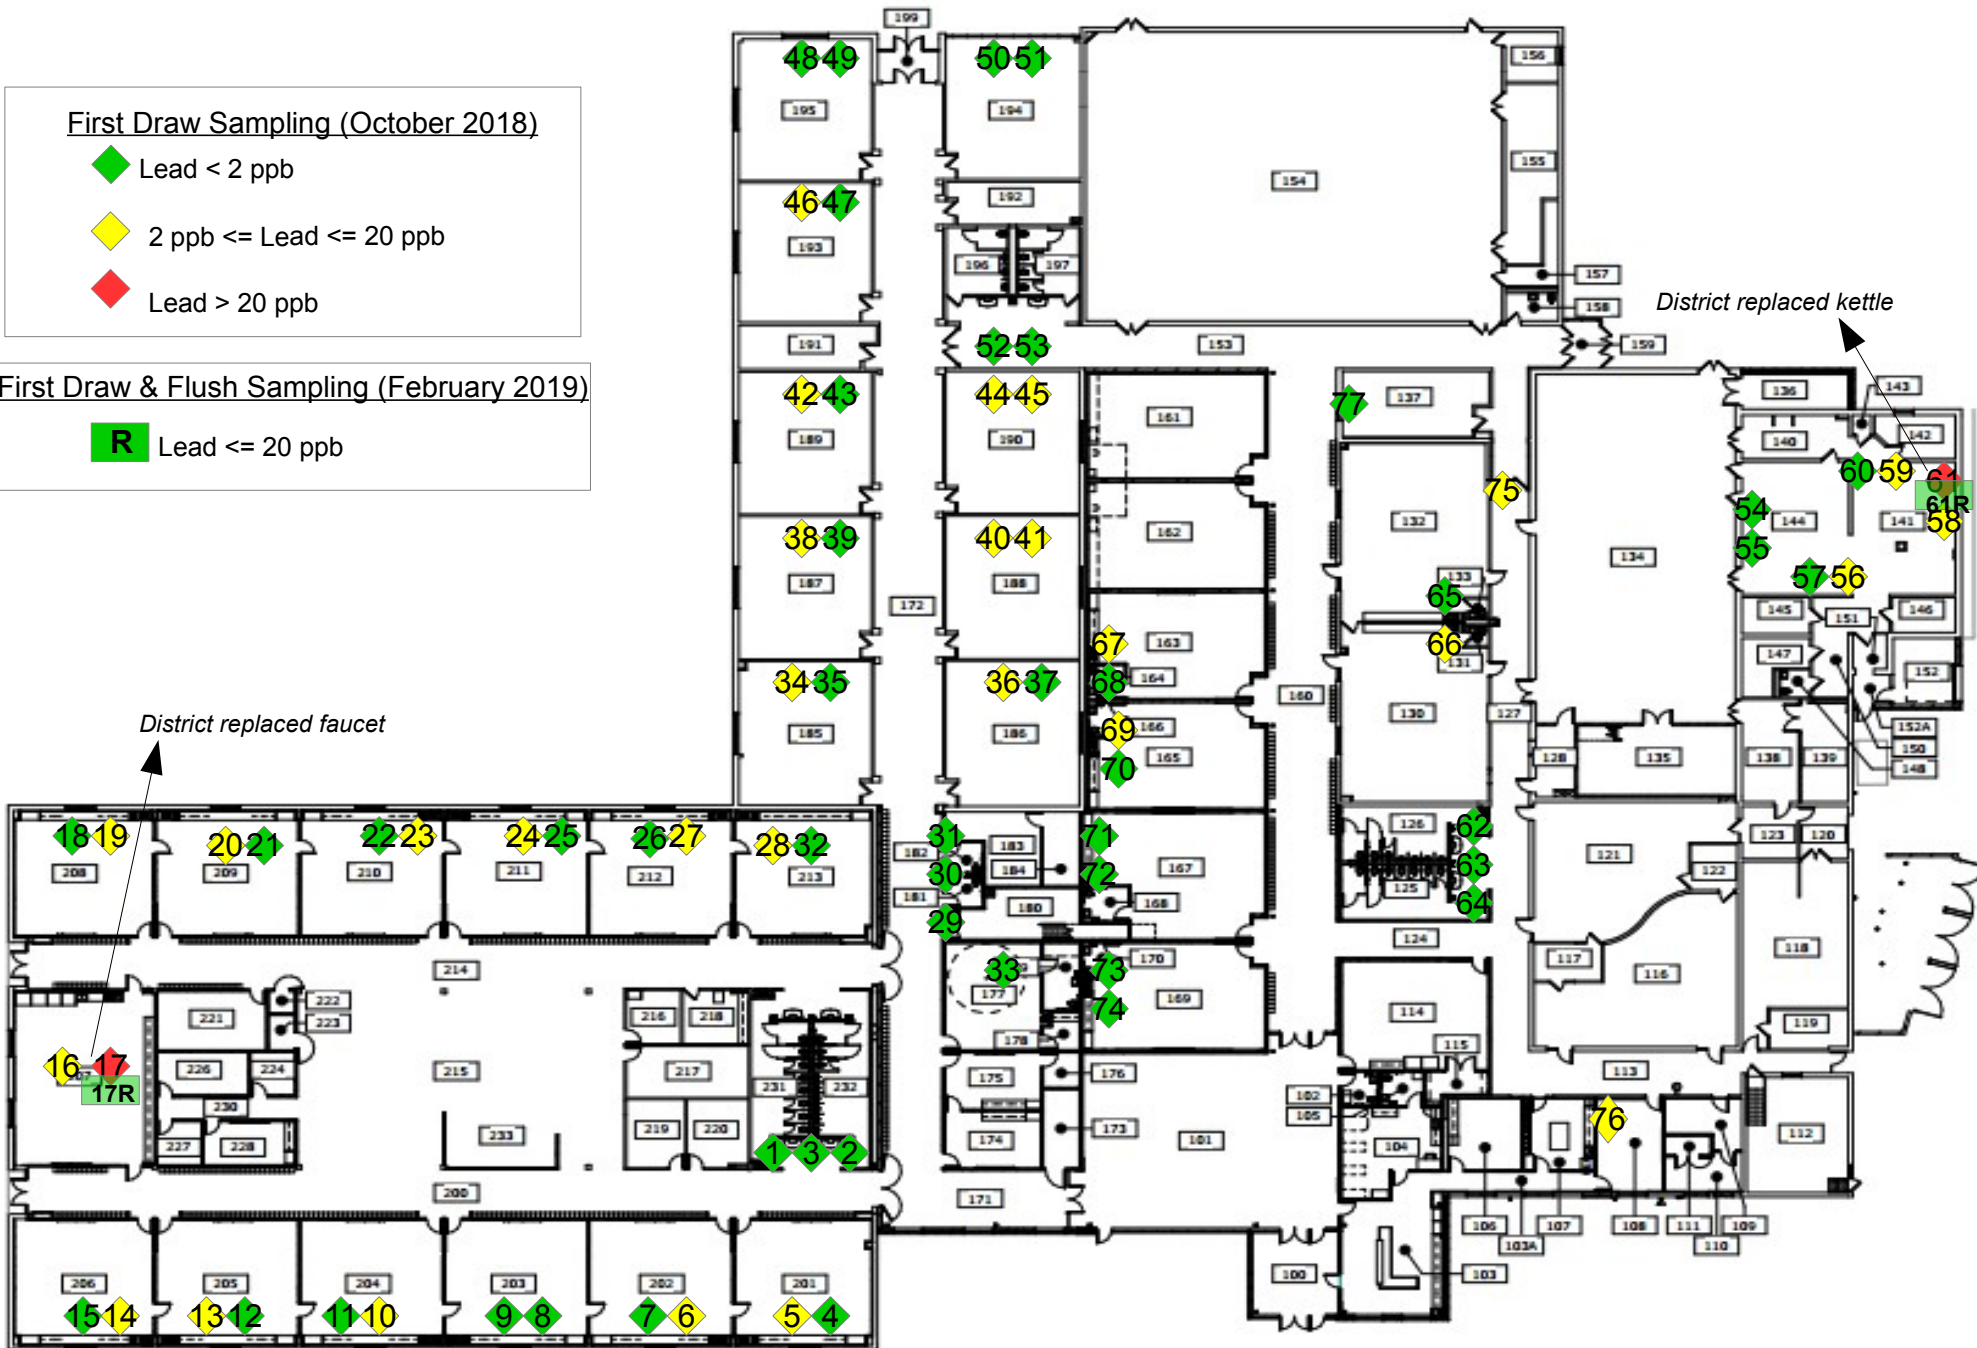 First Draw Sampling (October 2018)
Lead < 2 ppb
2 ppb <= Lead <= 20 ppb
Lead > 20 ppb
First Draw & Flush Sampling (February 2019)
R Lead <= 20 ppb
District replaced kettle
District replaced faucet
199
48 49 50 51
195 194 156
155
154
46 47 192
193
196 197
157
158
191 52 53 153 159
42 43 44 45
189 190 161
77 137 136 143
140 142
60 59 61
61R
75
54 144 141 58
55
38 39 40 41
187 188 162 132 134
57 56
172
133
65
145 151 146
67 163
66
131
147 152
34 35 36 37 68 164
160
185 186 69 166 130 127
70 165
152A
150
148
128 135 138 139
18 19 20 21 22 23 24 25 26 27 28 32
208 209 210 211 212 213
31 182 183 71 126 62
30 184 72 167 63
121 122 123 120
181 180 168 125 64
29
124
214 33 177 73 170
117 118
74 169 116
222
221 223 216 218
178 114 119
16 17
17R
226 224 215 217 231 232 175 176 115 113
230 102
105
227 228 233 219 220 174 173 101 104
76 108 112
1 3 2
200 171
106 107 108 111 109
103A 110
206 205 204 203 202 201 100 103
15 14 13 12 11 10 9 8 7 6 5 4